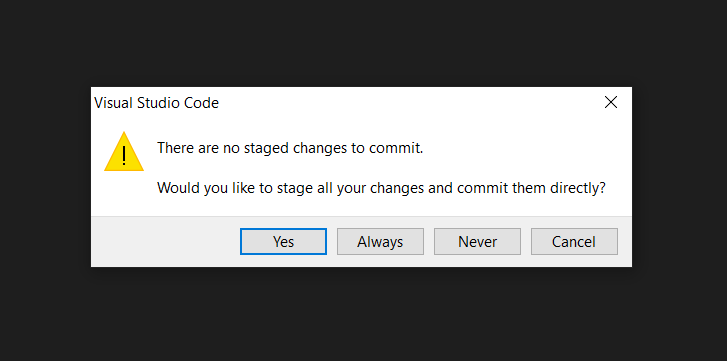 Visual Studio Code
There are no staged changes to commit.
Would you like to stage all your changes and commit them directly?
Yes
Always
Never
Cancel